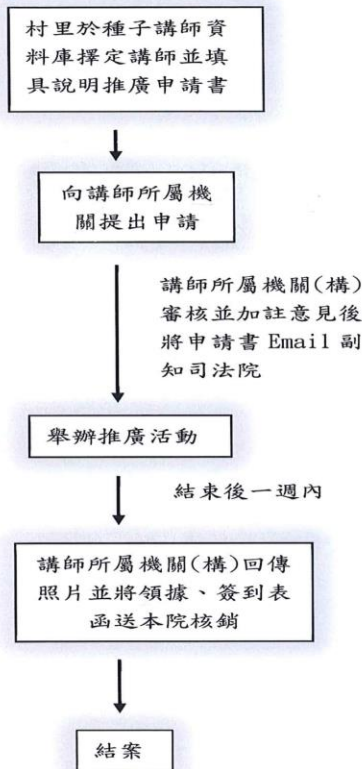 村里於種子講師資
料庫擇定講師並填
具說明推廣申請書
向講師所屬機
關提出申請
講師所屬機關(構)
審核並加註意見後
將申請書 Email 副
知司法院
舉辦推廣活動
結束後一週內
講師所屬機關(構)回傳
照片並將領據、簽到表
函送本院核銷
結案